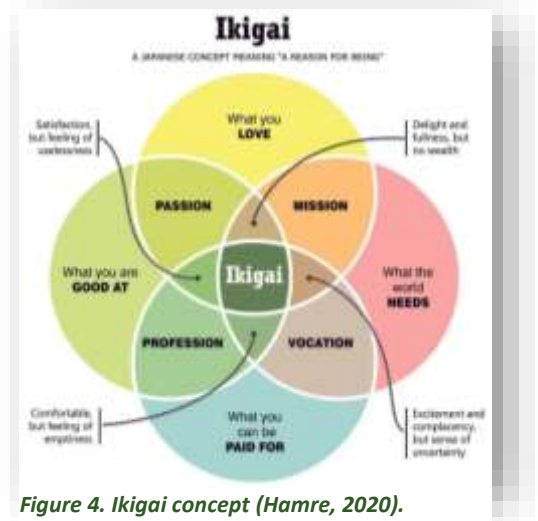 Ikigai
A JAPANESE CONCEPT MEANING "A REASON FOR BEING"
What you
LOVE
Satisfaction,
but feeling of
uselessness
Delight and
fullness, but
no wealth
PASSION
MISSION
What you are
GOOD AT
Ikigai
What the
world
NEEDS
PROFESSION
VOCATION
Comfortable,
but feeling of
emptiness
What you
can be
PAID FOR
Excitement and
complacency,
but sense of
uncertainty
Figure 4. Ikigai concept (Hamre, 2020).